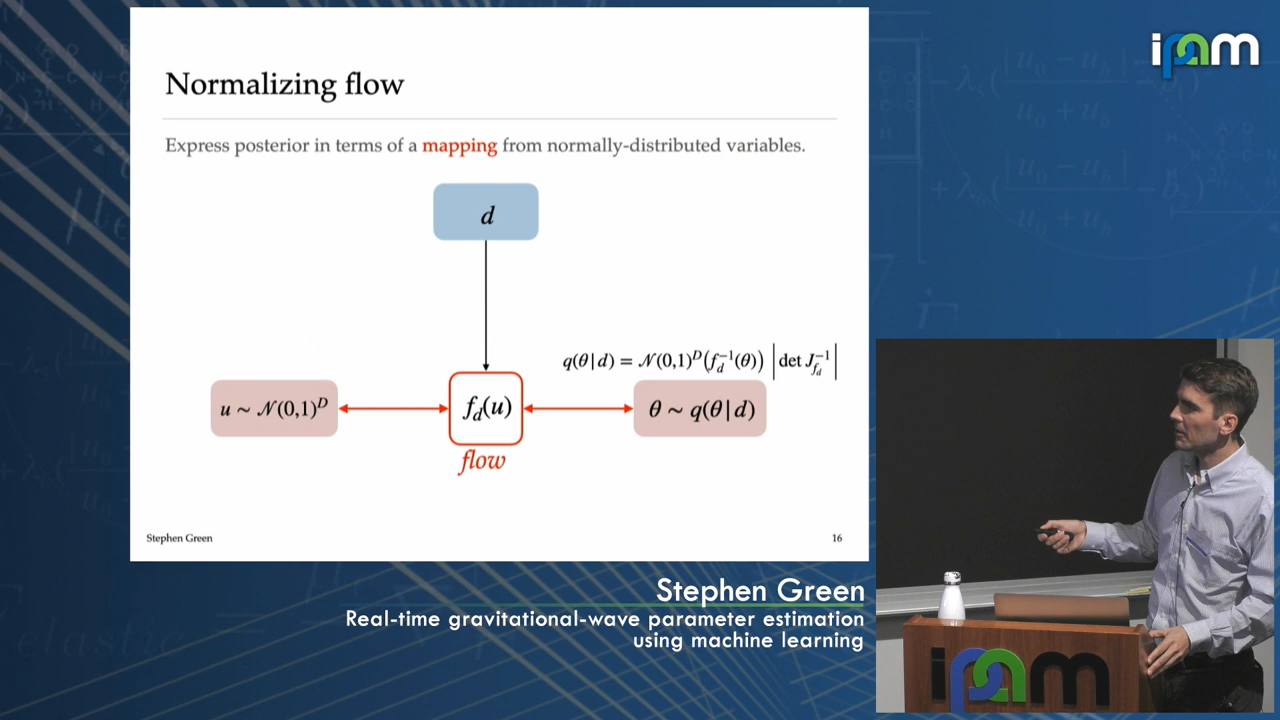 ipam
Normalizing flow
Express posterior in terms of a mapping from normally-distributed variables.
d
q(θ|d) = 𝒩(0,1)ᴰ(f_d⁻¹(θ)) |det J_{f_d}⁻¹|
u ~ 𝒩(0,1)ᴰ
f_d(u)
θ ~ q(θ|d)
flow
Stephen Green
16
Stephen Green
Real-time gravitational-wave parameter estimation
using machine learning
ipam